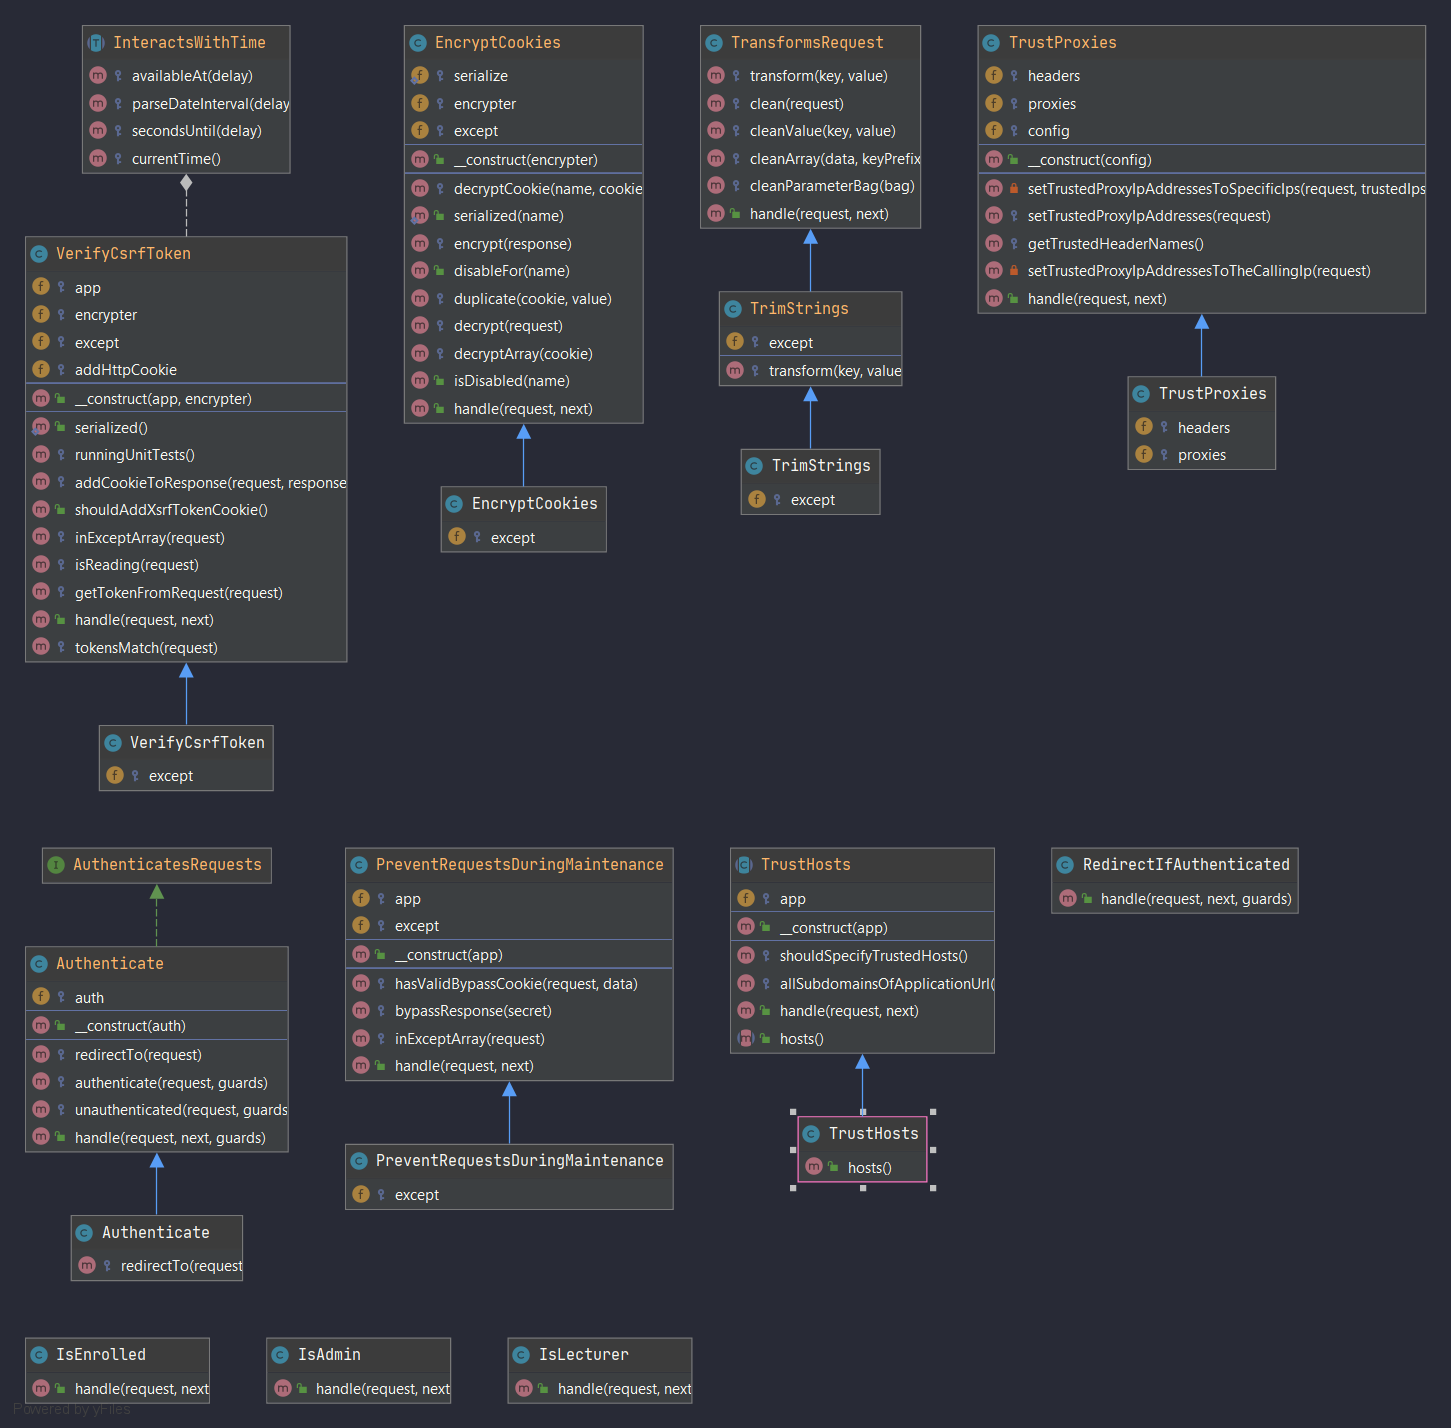 InteractsWithTime
availableAt(delay)
parseDateInterval(delay
secondsUntil(delay)
currentTime()
VerifyCsrfToken
app
encrypter
except
addHttpCookie
__construct(app, encrypter)
serialized()
runningUnitTests()
addCookieToResponse(request, response
shouldAddXsrfTokenCookie()
inExceptArray(request)
isReading(request)
getTokenFromRequest(request)
handle(request, next)
tokensMatch(request)
VerifyCsrfToken
except
EncryptCookies
serialize
encrypter
except
__construct(encrypter)
decryptCookie(name, cookie
serialized(name)
encrypt(response)
disableFor(name)
duplicate(cookie, value)
decrypt(request)
decryptArray(cookie)
isDisabled(name)
handle(request, next)
EncryptCookies
except
TransformsRequest
transform(key, value)
clean(request)
cleanValue(key, value)
cleanArray(data, keyPrefix
cleanParameterBag(bag)
handle(request, next)
TrimStrings
except
transform(key, value
TrimStrings
except
TrustProxies
headers
proxies
config
__construct(config)
setTrustedProxyIpAddressesToSpecificIps(request, trustedIps
setTrustedProxyIpAddresses(request)
getTrustedHeaderNames()
setTrustedProxyIpAddressesToTheCallingIp(request)
handle(request, next)
TrustProxies
headers
proxies
AuthenticatesRequests
Authenticate
auth
__construct(auth)
redirectTo(request)
authenticate(request, guards)
unauthenticated(request, guards
handle(request, next, guards)
Authenticate
redirectTo(request
PreventRequestsDuringMaintenance
app
except
__construct(app)
hasValidBypassCookie(request, data)
bypassResponse(secret)
inExceptArray(request)
handle(request, next)
PreventRequestsDuringMaintenance
except
TrustHosts
app
__construct(app)
shouldSpecifyTrustedHosts()
allSubdomainsOfApplicationUrl(
handle(request, next)
hosts()
TrustHosts
hosts()
RedirectIfAuthenticated
handle(request, next, guards)
IsEnrolled
handle(request, next
IsAdmin
handle(request, next
IsLecturer
handle(request, next
Powered by yFiles